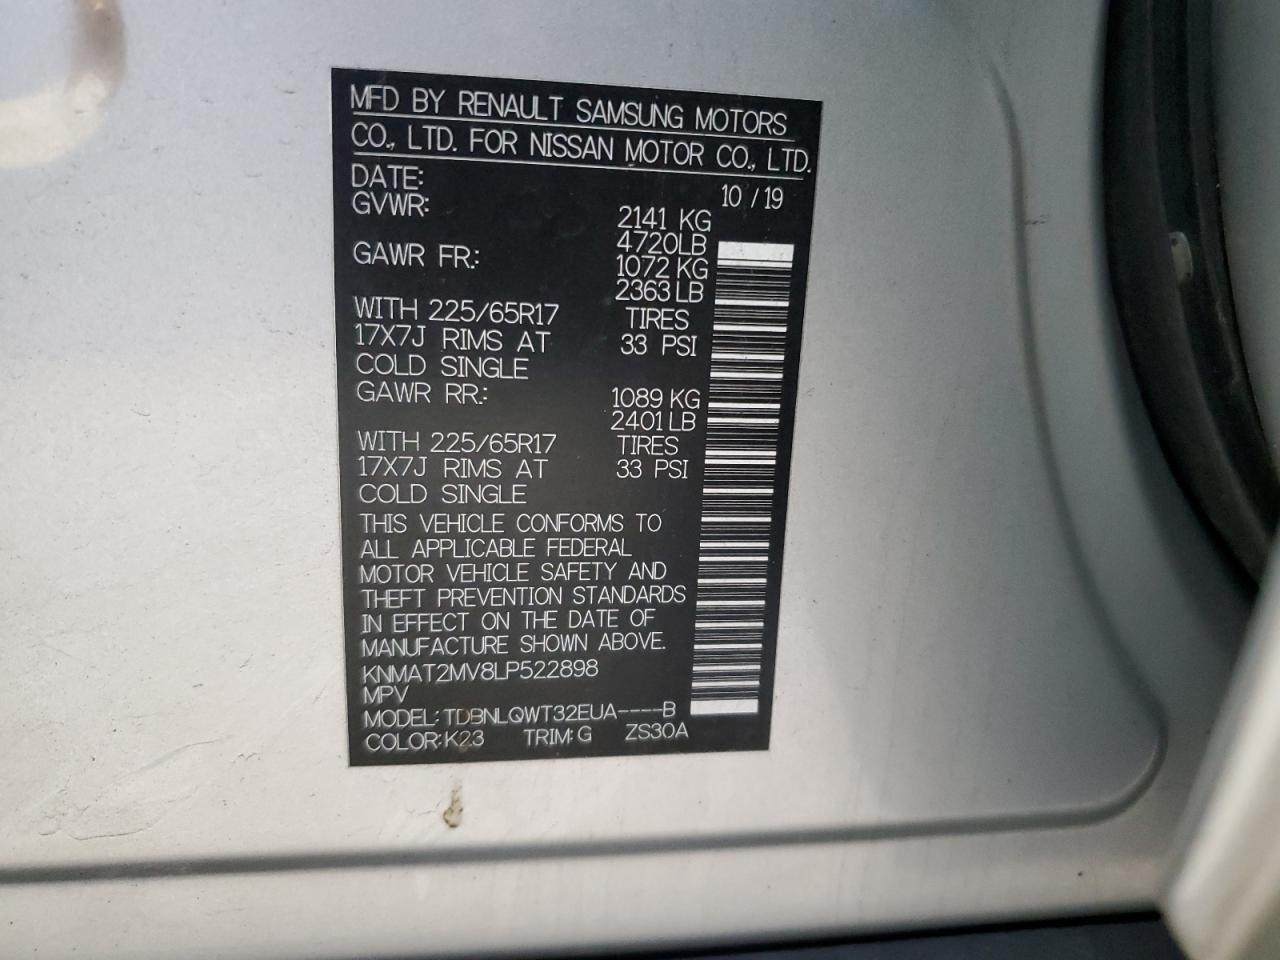 MFD BY RENAULT SAMSUNG MOTORS
CO., LTD. FOR NISSAN MOTOR CO., LTD.
DATE: 10 / 19
GVWR: 2141 KG
4720LB
GAWR FR.: 1072 KG
2363 LB
WITH 225/65R17 TIRES
17X7J RIMS AT 33 PSI
COLD SINGLE
GAWR RR.: 1089 KG
2401 LB
WITH 225/65R17 TIRES
17X7J RIMS AT 33 PSI
COLD SINGLE
THIS VEHICLE CONFORMS TO
ALL APPLICABLE FEDERAL
MOTOR VEHICLE SAFETY AND
THEFT PREVENTION STANDARDS
IN EFFECT ON THE DATE OF
MANUFACTURE SHOWN ABOVE.
KNMAT2MV8LP522898
MPV
MODEL: TDBNLQWT32EUA----B
COLOR: K23 TRIM: G ZS30A